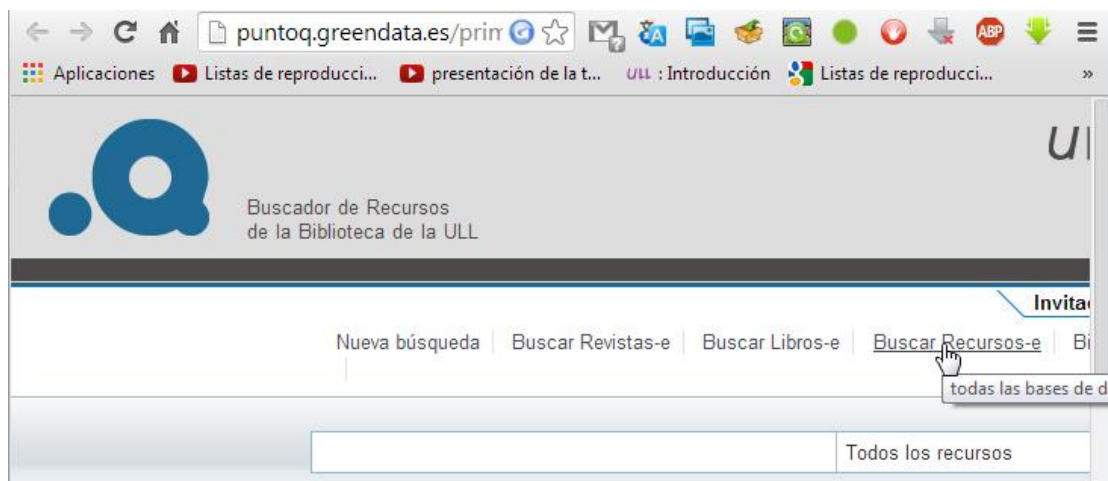 puntoq.greendata.es/prim
Aplicaciones Listas de reproducci... presentación de la t... ULL : Introducción Listas de reproducci... »
.Q
Buscador de Recursos
de la Biblioteca de la ULL
Invita
Nueva búsqueda Buscar Revistas-e Buscar Libros-e Buscar Recursos-e Bi
todas las bases de d
Todos los recursos